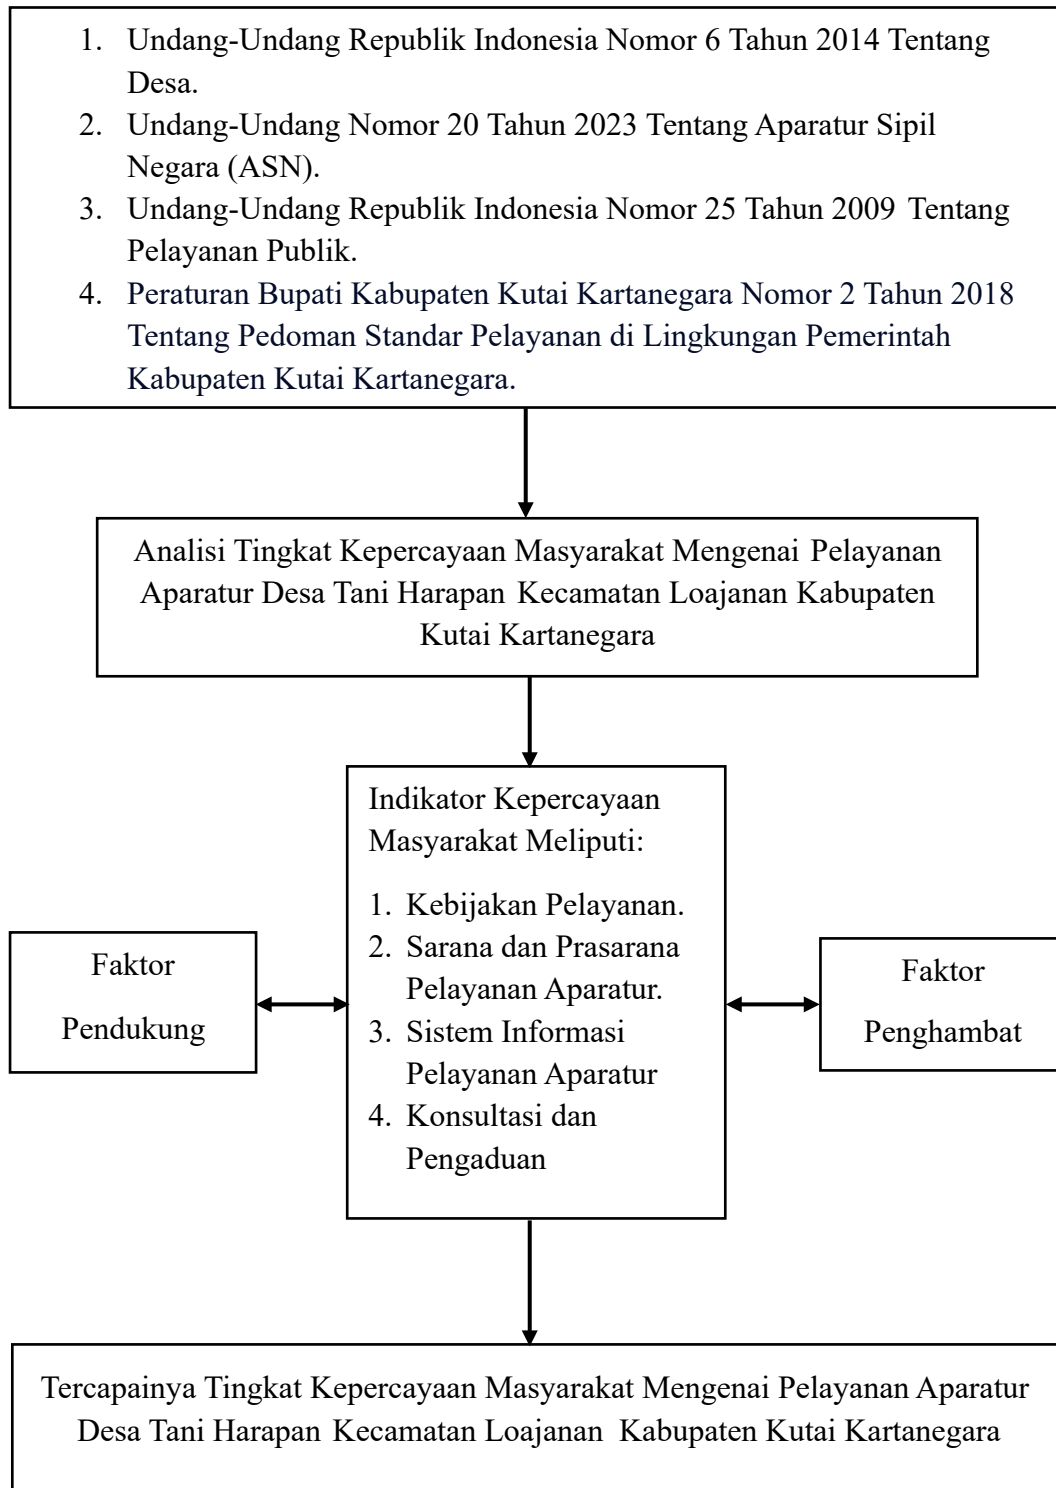 1. Undang-Undang Republik Indonesia Nomor 6 Tahun 2014 Tentang
Desa.
2. Undang-Undang Nomor 20 Tahun 2023 Tentang Aparatur Sipil
Negara (ASN).
3. Undang-Undang Republik Indonesia Nomor 25 Tahun 2009 Tentang
Pelayanan Publik.
4. Peraturan Bupati Kabupaten Kutai Kartanegara Nomor 2 Tahun 2018
Tentang Pedoman Standar Pelayanan di Lingkungan Pemerintah
Kabupaten Kutai Kartanegara.
Analisi Tingkat Kepercayaan Masyarakat Mengenai Pelayanan
Aparatur Desa Tani Harapan Kecamatan Loajanan Kabupaten
Kutai Kartanegara
Indikator Kepercayaan
Masyarakat Meliputi:
1. Kebijakan Pelayanan.
2. Sarana dan Prasarana
Pelayanan Aparatur.
3. Sistem Informasi
Pelayanan Aparatur
4. Konsultasi dan
Pengaduan
Faktor
Pendukung
Faktor
Penghambat
Tercapainya Tingkat Kepercayaan Masyarakat Mengenai Pelayanan Aparatur
Desa Tani Harapan Kecamatan Loajanan Kabupaten Kutai Kartanegara